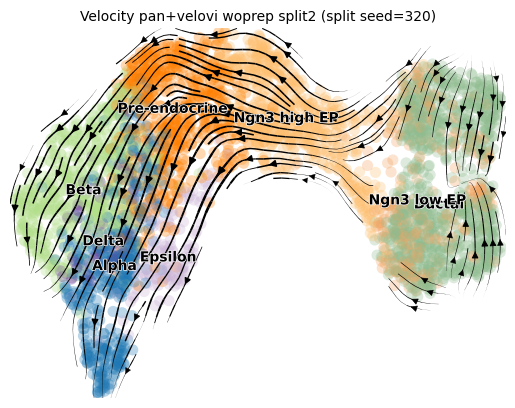 Velocity pan+velovi woprep split2 (split seed=320)
Pre-endocrine
Ngn3 high EP
Beta
Ngn3 low EP
Ductal
Delta
Epsilon
Alpha